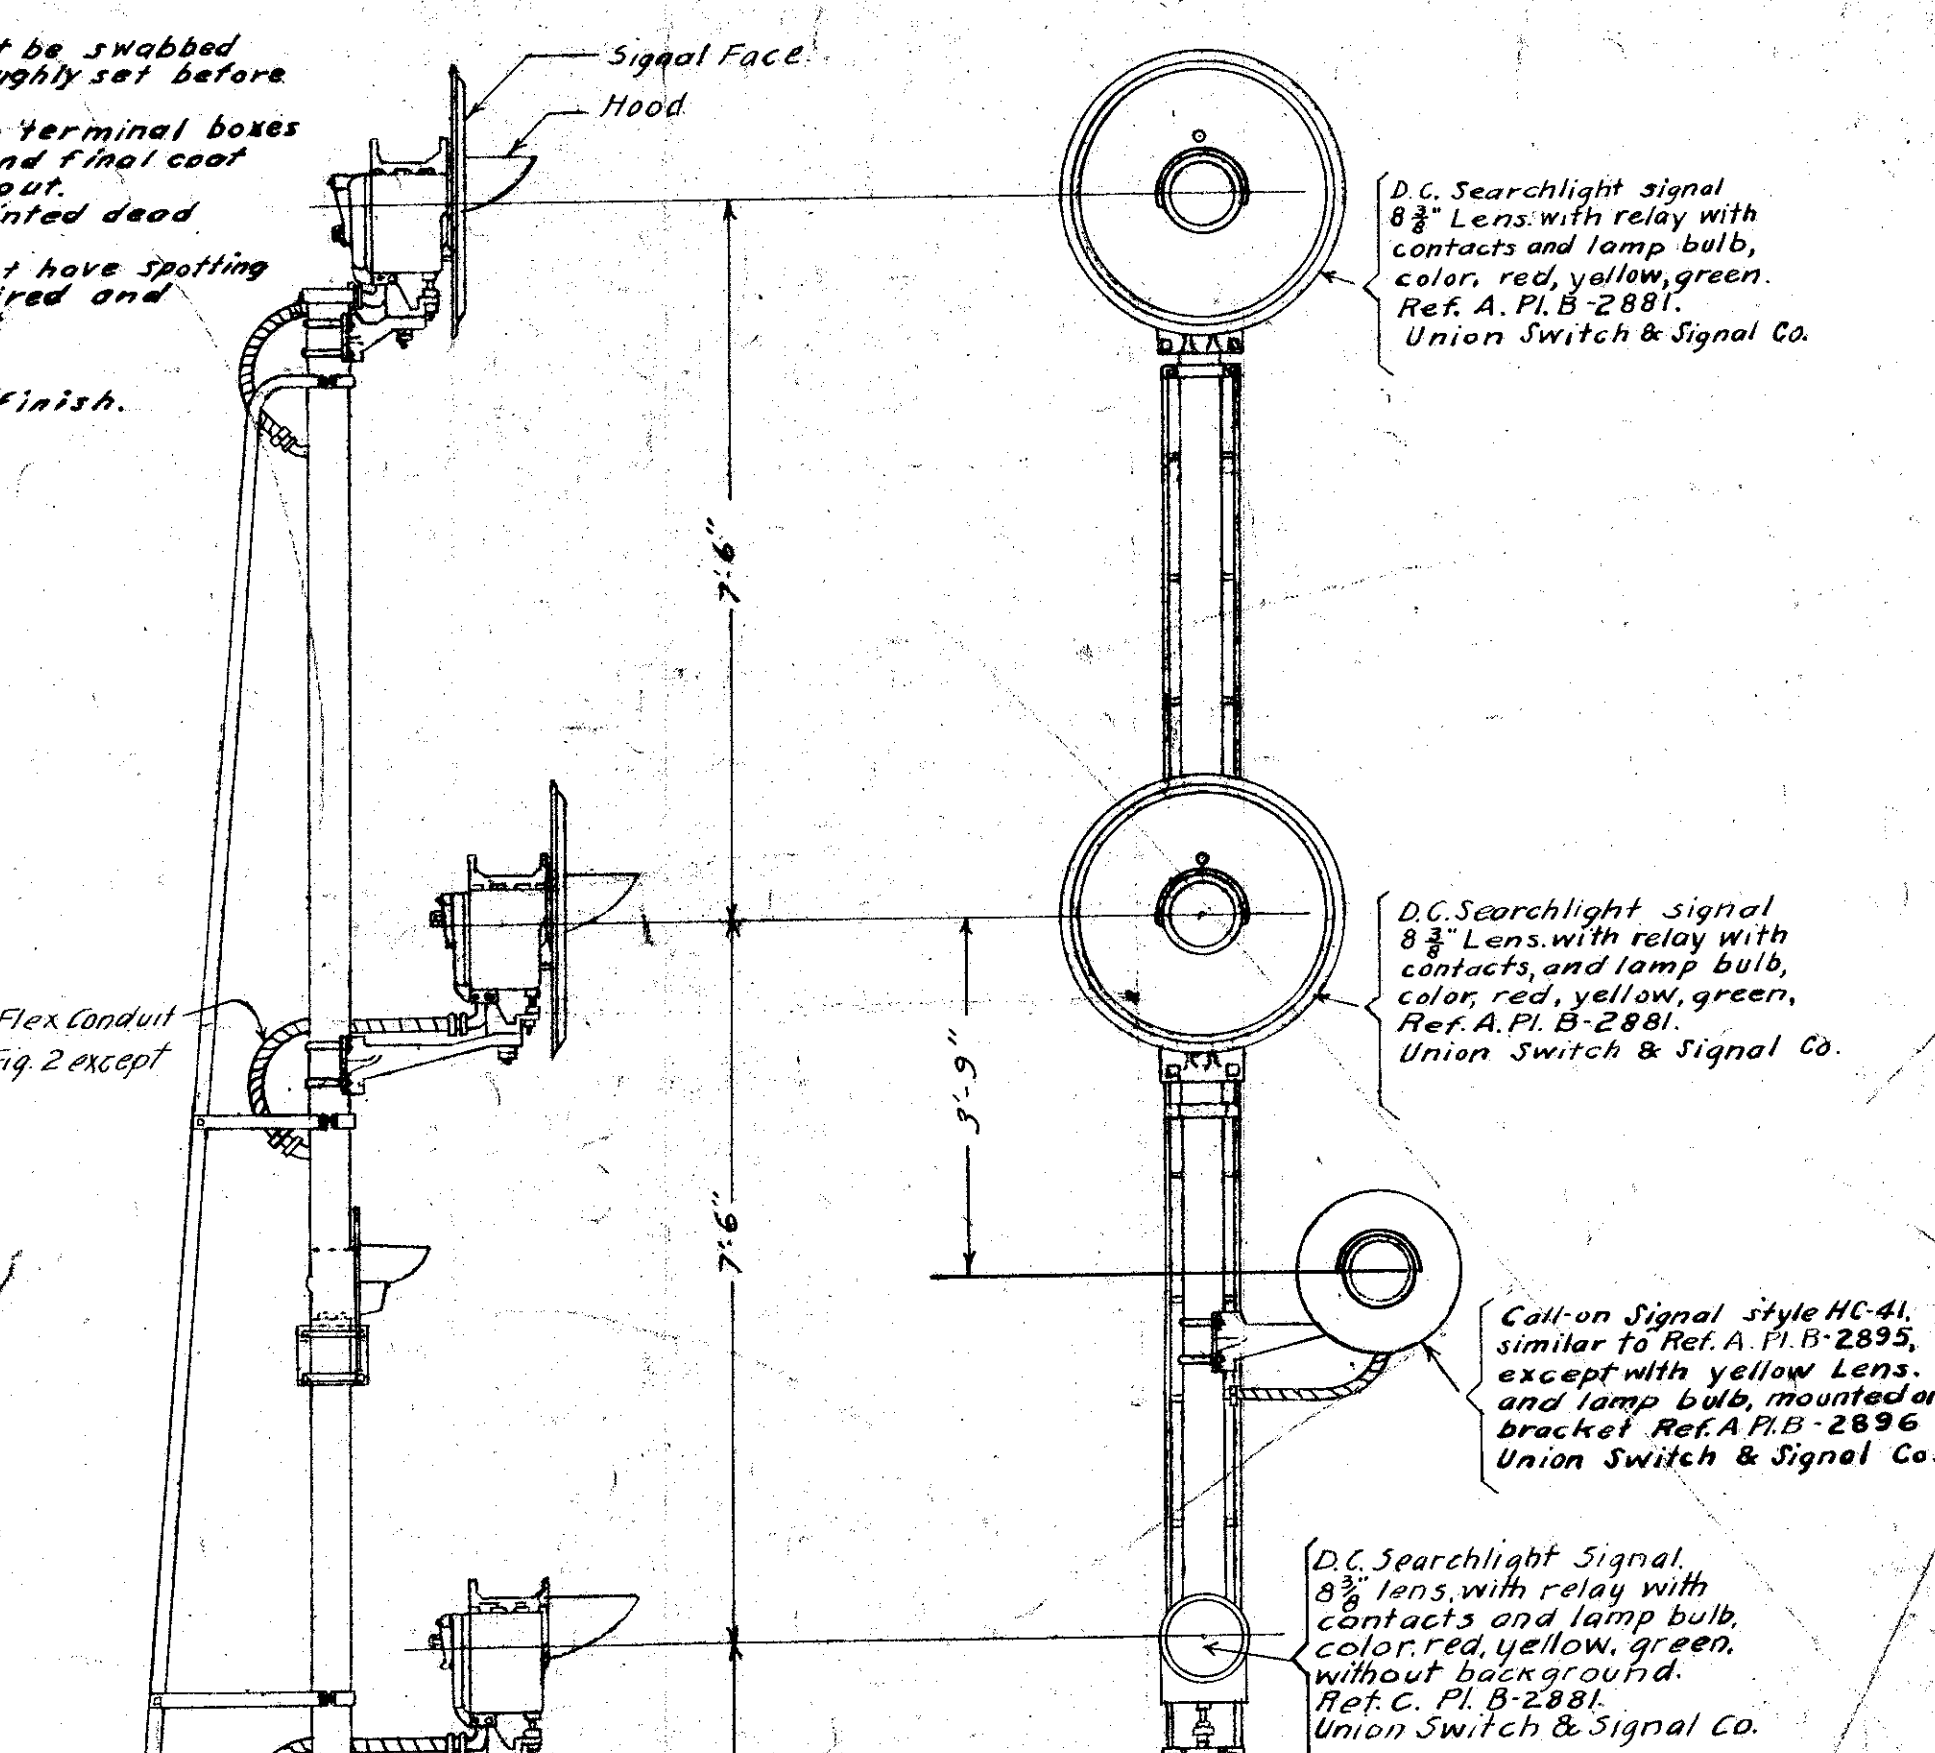 t be swabbed
ughly set before
terminal boxes
nd final coat
out.
inted dead
t have spotting
ired and
Finish.
Signal Face
Hood
D.C. Searchlight signal
8 3/8" Lens. with relay with
contacts and lamp bulb,
color, red, yellow, green.
Ref. A. Pl. B-2881.
Union Switch & Signal Co.
7'-6"
D.C. Searchlight signal
8 3/8" Lens. with relay with
contacts, and lamp bulb,
color, red, yellow, green,
Ref. A. Pl. B-2881.
Union Switch & Signal Co.
Flex Conduit
Fig. 2 except
3'-9"
7'-6"
Call-on Signal style HC-41,
similar to Ref. A. Pl. B-2895,
except with yellow Lens.
and lamp bulb, mounted on
bracket Ref. A Pl. B-2896
Union Switch & Signal Co.
D.C. Searchlight Signal.
8 3/8" lens, with relay with
contacts and lamp bulb,
color, red, yellow, green,
without background.
Ref. C. Pl. B-2881.
Union Switch & Signal Co.